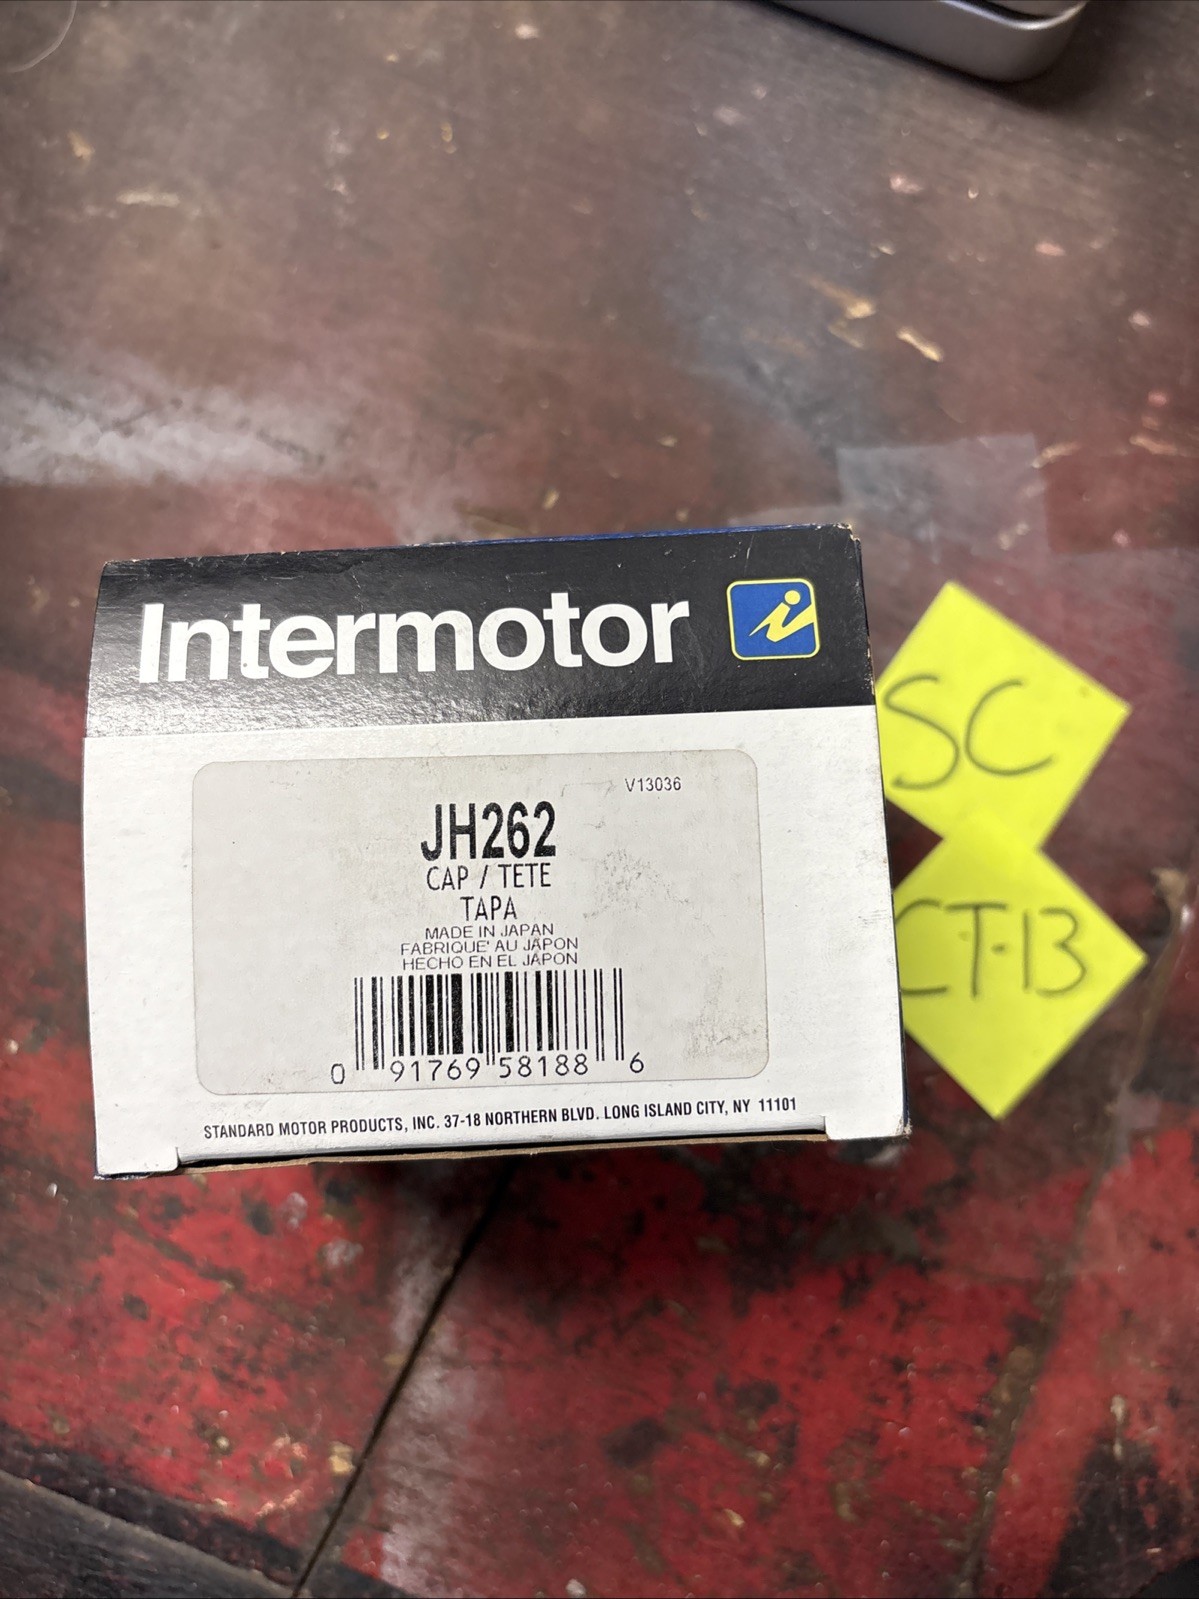 Intermotor
V13036
JH262
CAP / TETE
TAPA
MADE IN JAPAN
FABRIQUE' AU JAPON
HECHO EN EL JAPON
0 91769 58188 6
STANDARD MOTOR PRODUCTS, INC. 37-18 NORTHERN BLVD. LONG ISLAND CITY, NY 11101
SC
CT-13